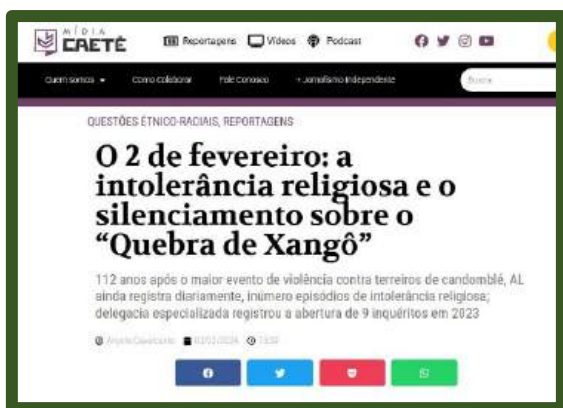 MÍDIA
CAETÉ
Reportagens Vídeos Podcast
Quem somos Como Colaborar Fale Conosco + Jornalismo Independente
Busca
QUESTÕES ÉTNICO-RACIAIS, REPORTAGENS
O 2 de fevereiro: a
intolerância religiosa e o
silenciamento sobre o
“Quebra de Xangô”
112 anos após o maior evento de violência contra terreiros de candomblé, AL
ainda registra diariamente, inúmero episódios de intolerância religiosa;
delegacia especializada registrou a abertura de 9 inquéritos em 2023